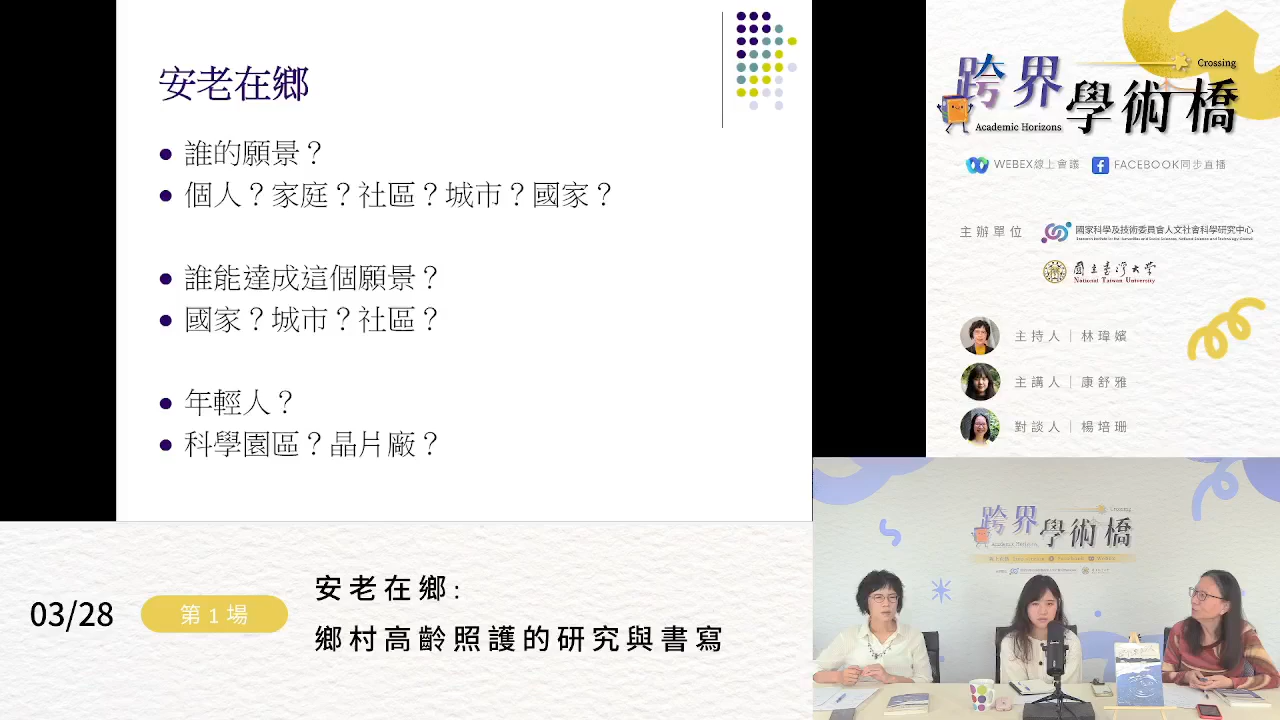 安老在鄉
誰的願景？
個人？家庭？社區？城市？國家？
誰能達成這個願景？
國家？城市？社區？
年輕人？
科學園區？晶片廠？
03/28
第1場
安老在鄉：
鄉村高齡照護的研究與書寫
跨界學術橋
Crossing
Academic Horizons
WEBEX線上會議
FACEBOOK同步直播
主辦單位
國家科學及技術委員會人文社會科學研究中心
國立臺灣大學
National Taiwan University
主持人｜林瑋嬪
主講人｜康舒雅
對談人｜楊培珊
跨界學術橋
Crossing